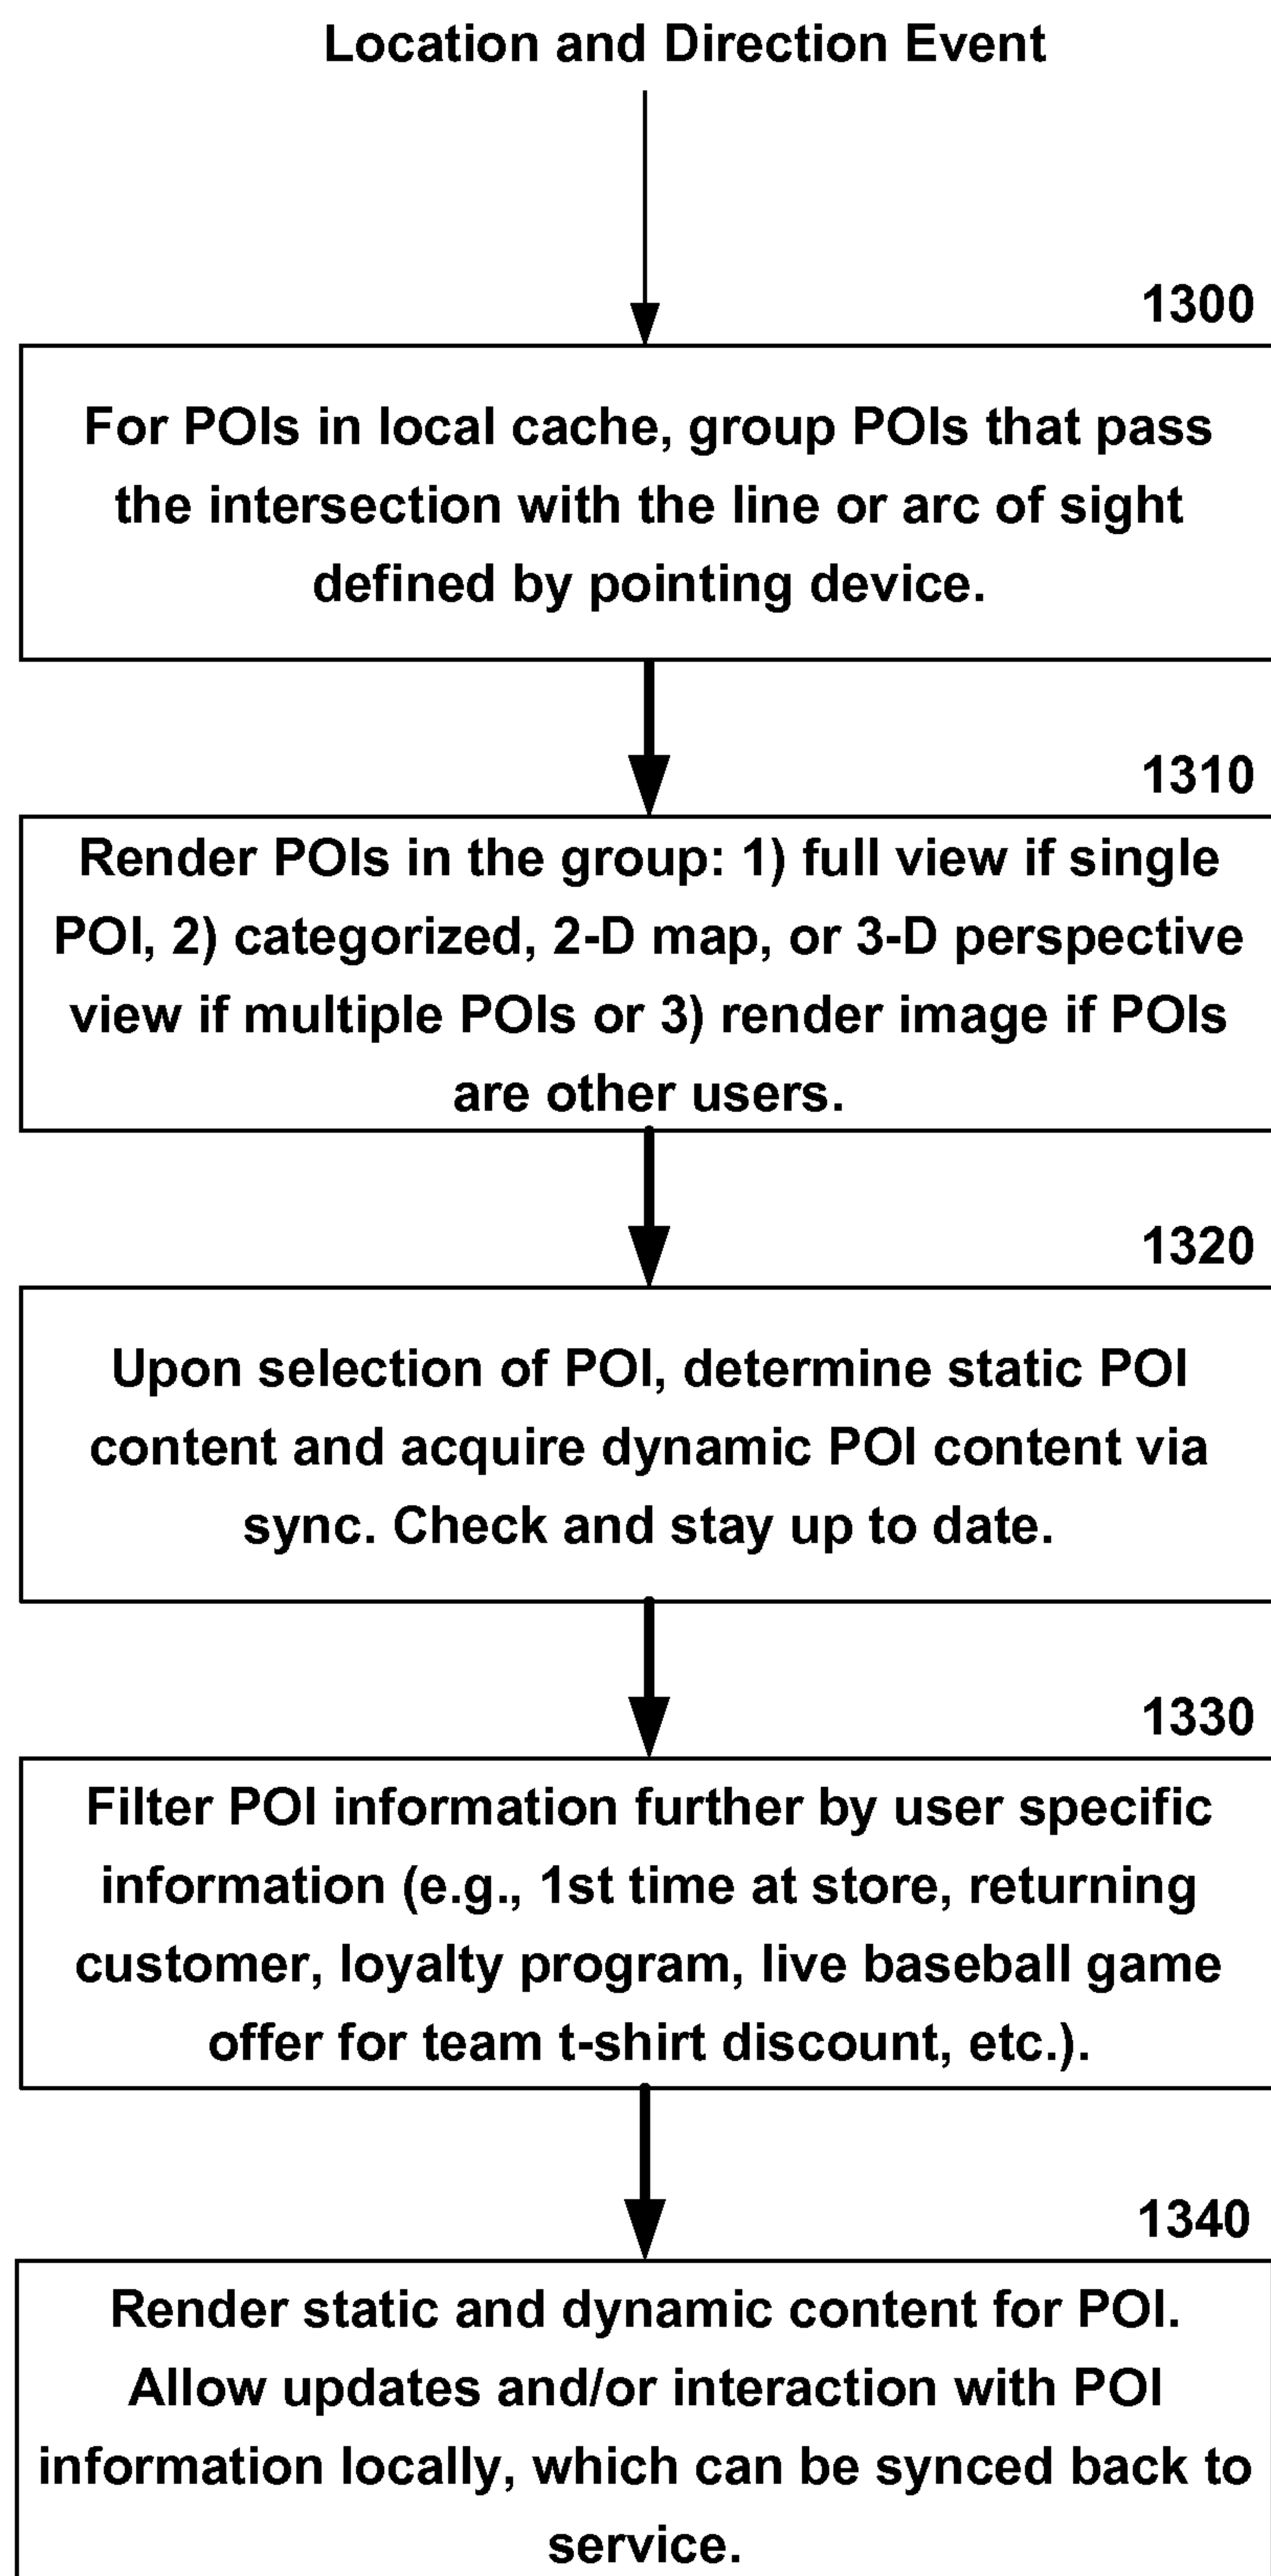 Location and Direction Event
1300
For POIs in local cache, group POIs that pass
the intersection with the line or arc of sight
defined by pointing device.
1310
Render POIs in the group: 1) full view if single
POI, 2) categorized, 2-D map, or 3-D perspective
view if multiple POIs or 3) render image if POIs
are other users.
1320
Upon selection of POI, determine static POI
content and acquire dynamic POI content via
sync. Check and stay up to date.
1330
Filter POI information further by user specific
information (e.g., 1st time at store, returning
customer, loyalty program, live baseball game
offer for team t-shirt discount, etc.).
1340
Render static and dynamic content for POI.
Allow updates and/or interaction with POI
information locally, which can be synced back to
service.